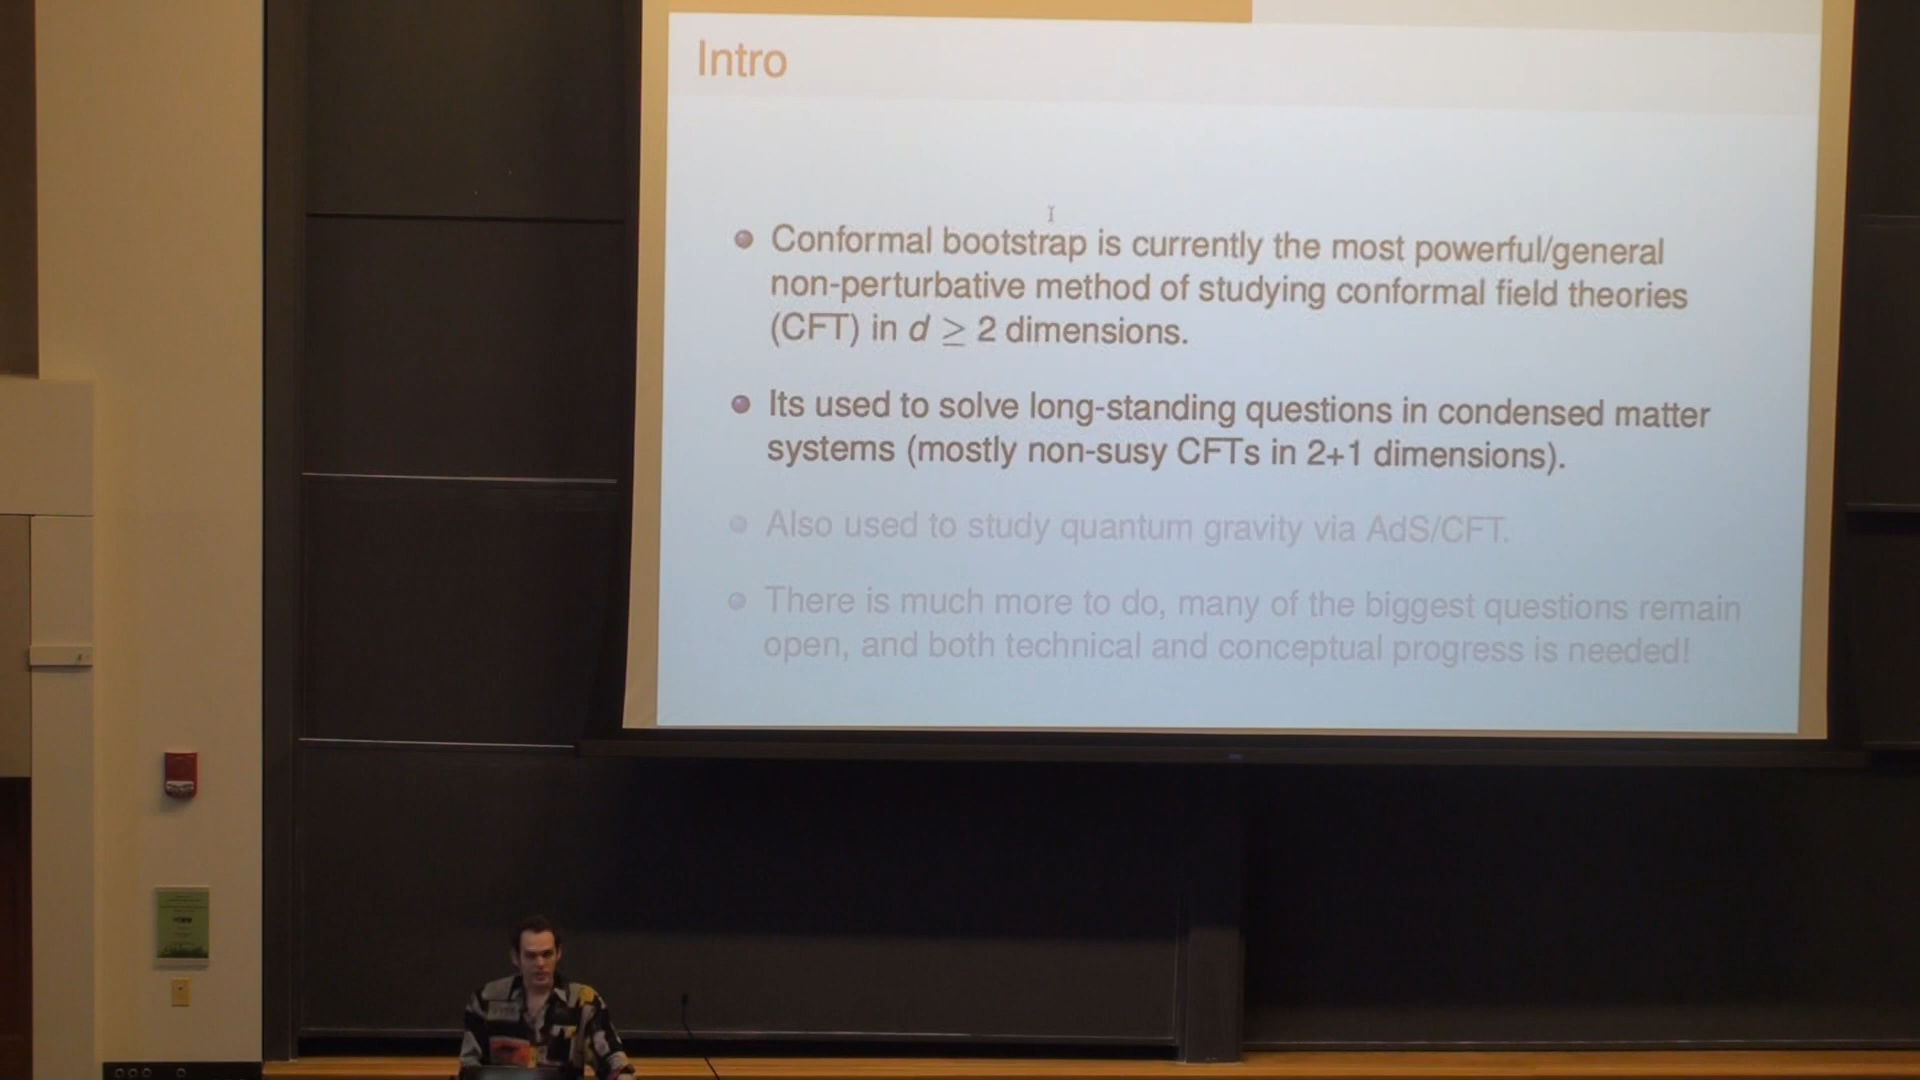 Intro
Conformal bootstrap is currently the most powerful/general
non-perturbative method of studying conformal field theories
(CFT) in d ≥ 2 dimensions.
Its used to solve long-standing questions in condensed matter
systems (mostly non-susy CFTs in 2+1 dimensions).
Also used to study quantum gravity via AdS/CFT.
There is much more to do, many of the biggest questions remain
open, and both technical and conceptual progress is needed!